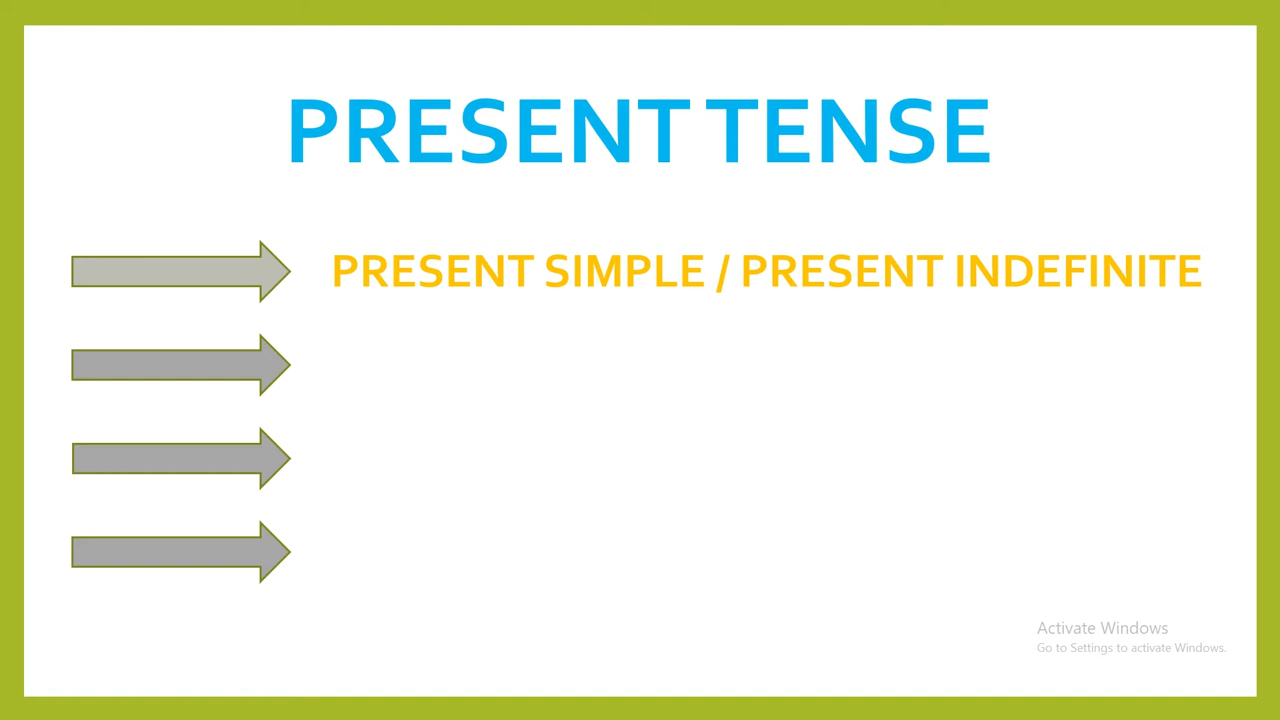 PRESENT TENSE
PRESENT SIMPLE / PRESENT INDEFINITE
Activate Windows
Go to Settings to activate Windows.